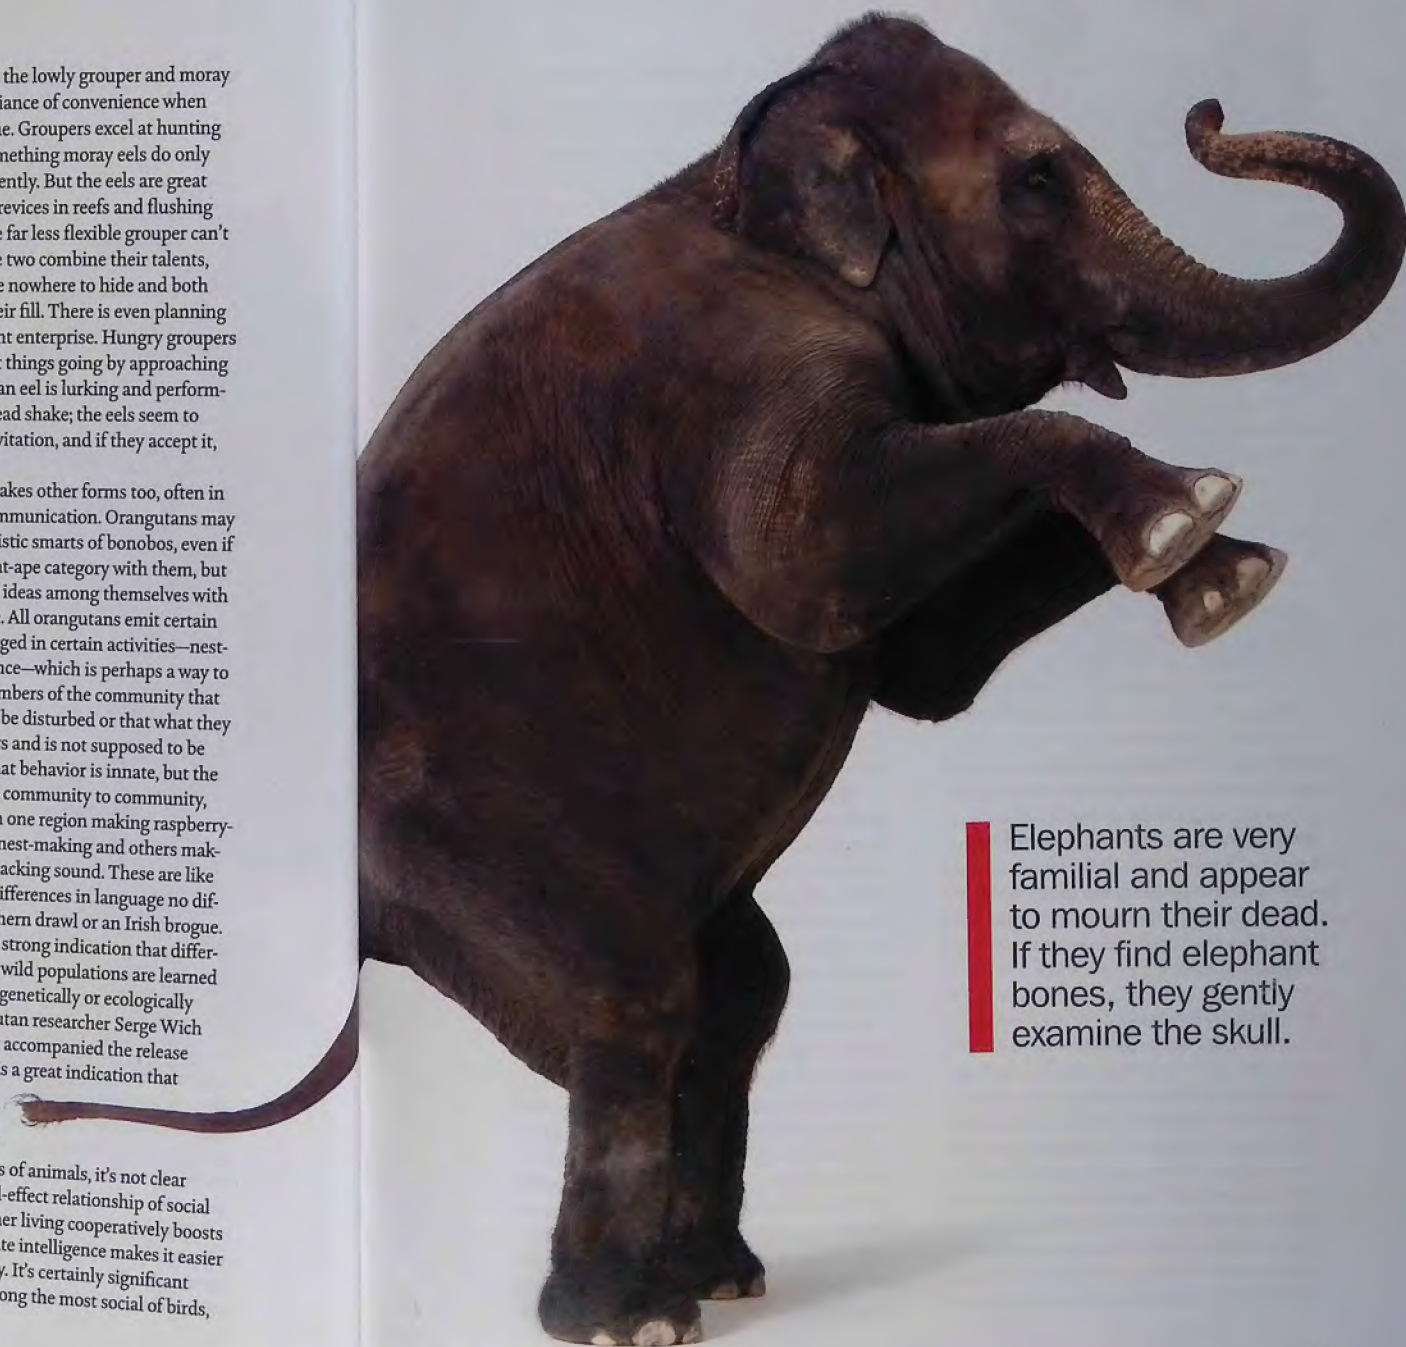 the lowly grouper and moray
iance of convenience when
e. Groupers excel at hunting
mething moray eels do only
ently. But the eels are great
revices in reefs and flushing
e far less flexible grouper can't
e two combine their talents,
e nowhere to hide and both
eir fill. There is even planning
nt enterprise. Hungry groupers
t things going by approaching
an eel is lurking and perform-
ead shake; the eels seem to
vitation, and if they accept it,
akes other forms too, often in
mmunication. Orangutans may
istic smarts of bonobos, even if
at-ape category with them, but
ideas among themselves with
. All orangutans emit certain
ged in certain activities—nest-
nce—which is perhaps a way to
mbers of the community that
be disturbed or that what they
s and is not supposed to be
at behavior is innate, but the
community to community,
n one region making raspberry-
nest-making and others mak-
acking sound. These are like
ifferences in language no dif-
hern drawl or an Irish brogue.
strong indication that differ-
wild populations are learned
genetically or ecologically
utan researcher Serge Wich
accompanied the release
s a great indication that
s of animals, it's not clear
l-effect relationship of social
her living cooperatively boosts
te intelligence makes it easier
y. It's certainly significant
ong the most social of birds,
Elephants are very
familial and appear
to mourn their dead.
If they find elephant
bones, they gently
examine the skull.